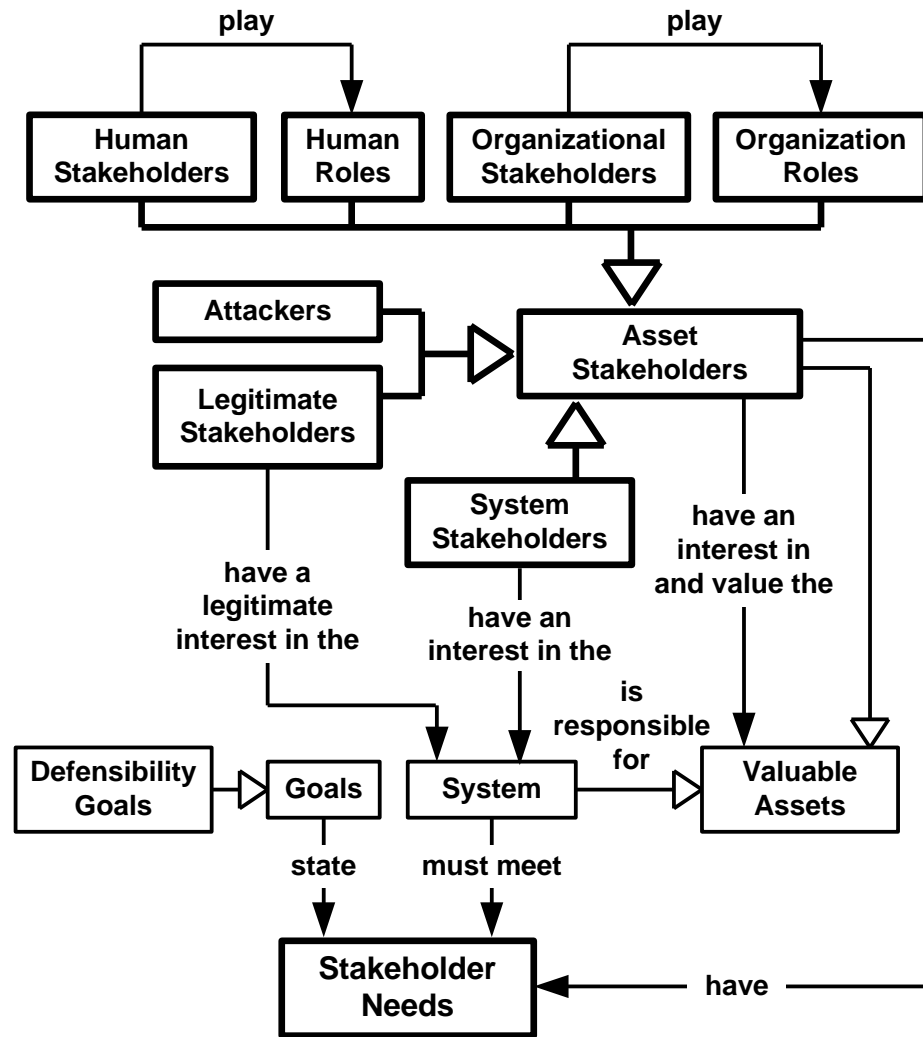 play
play
Human
Stakeholders
Human
Roles
Organizational
Stakeholders
Organization
Roles
Attackers
Asset
Stakeholders
Legitimate
Stakeholders
System
Stakeholders
have an
interest in
and value the
have a
legitimate
interest in the
have an
interest in the
is
responsible
for
Defensibility
Goals
Goals
System
Valuable
Assets
state
must meet
Stakeholder
Needs
have